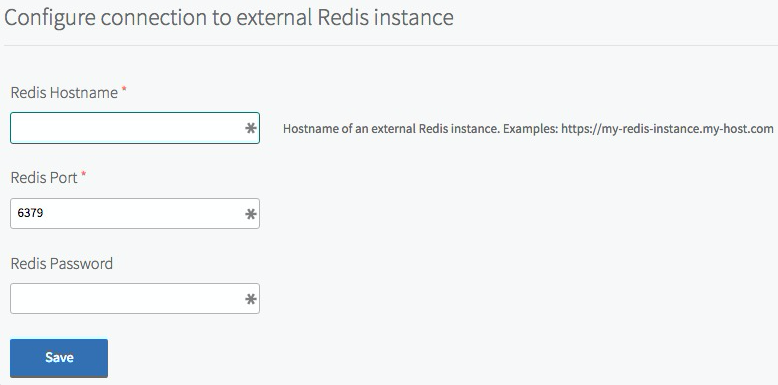 Configure connection to external Redis instance
Redis Hostname *
Hostname of an external Redis instance. Examples: https://my-redis-instance.my-host.com
Redis Port *
6379
Redis Password
Save